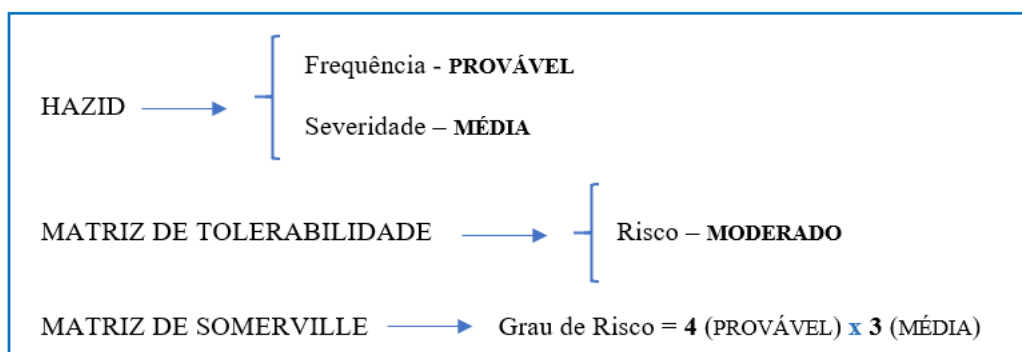 Frequência - PROVÁVEL
HAZID
Severidade – MÉDIA
MATRIZ DE TOLERABILIDADE Risco – MODERADO
MATRIZ DE SOMERVILLE Grau de Risco = 4 (PROVÁVEL) x 3 (MÉDIA)